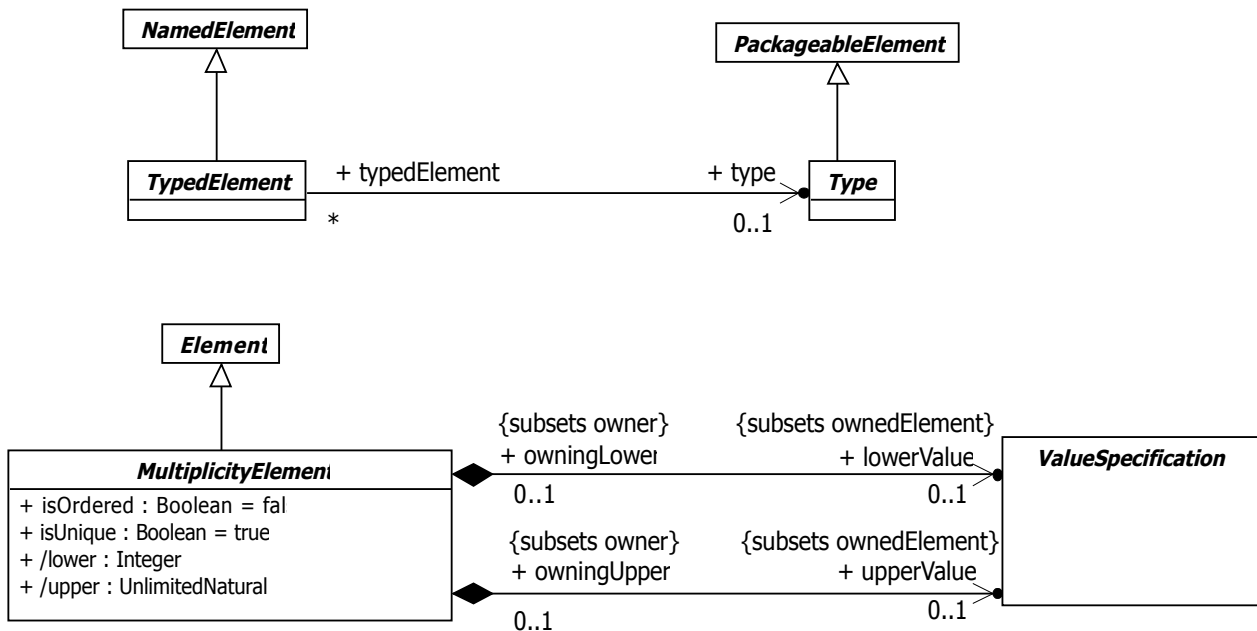 NamedElement
PackageableElement
TypedElement
+ typedElement
+ type
Type
*
0..1
Element
{subsets owner}
{subsets ownedElement}
MultiplicityElement
+ owningLower
+ lowerValue
ValueSpecification
+ isOrdered : Boolean = fal
0..1
0..1
+ isUnique : Boolean = true
+ /lower : Integer
+ /upper : UnlimitedNatural
{subsets owner}
{subsets ownedElement}
+ owningUpper
+ upperValue
0..1
0..1